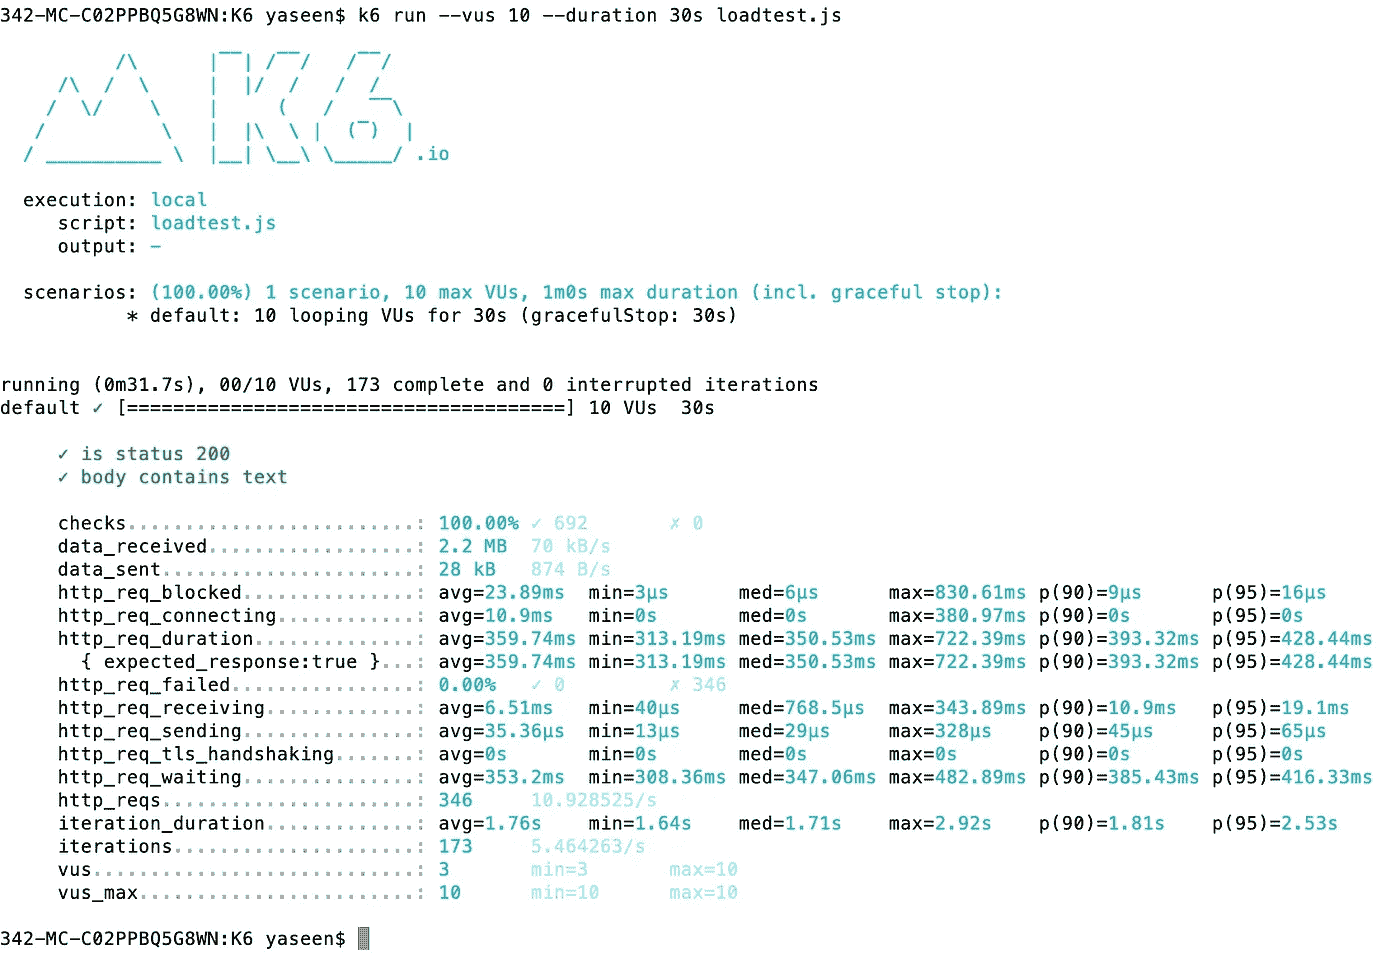 342-MC-C02PPBQ5G8WN:K6 yaseen$ k6 run --vus 10 --duration 30s loadtest.js
K6 .io
execution: local
script: loadtest.js
output: –
scenarios: (100.00%) 1 scenario, 10 max VUs, 1m0s max duration (incl. graceful stop):
* default: 10 looping VUs for 30s (gracefulStop: 30s)
running (0m31.7s), 00/10 VUs, 173 complete and 0 interrupted iterations
default ✓ [======================================] 10 VUs  30s
✓ is status 200
✓ body contains text
checks.........................: 100.00% ✓ 692       ✗ 0
data_received..................: 2.2 MB  70 kB/s
data_sent......................: 28 kB   874 B/s
http_req_blocked...............: avg=23.89ms  min=3µs      med=6µs      max=830.61ms p(90)=9µs      p(95)=16µs
http_req_connecting............: avg=10.9ms   min=0s       med=0s       max=380.97ms p(90)=0s       p(95)=0s
http_req_duration..............: avg=359.74ms min=313.19ms med=350.53ms max=722.39ms p(90)=393.32ms p(95)=428.44ms
{ expected_response:true }...: avg=359.74ms min=313.19ms med=350.53ms max=722.39ms p(90)=393.32ms p(95)=428.44ms
http_req_failed................: 0.00%   ✓ 0         ✗ 346
http_req_receiving.............: avg=6.51ms   min=40µs     med=768.5µs  max=343.89ms p(90)=10.9ms   p(95)=19.1ms
http_req_sending...............: avg=35.36µs  min=13µs     med=29µs     max=328µs    p(90)=45µs     p(95)=65µs
http_req_tls_handshaking.......: avg=0s       min=0s       med=0s       max=0s       p(90)=0s       p(95)=0s
http_req_waiting...............: avg=353.2ms  min=308.36ms med=347.06ms max=482.89ms p(90)=385.43ms p(95)=416.33ms
http_reqs......................: 346     10.928525/s
iteration_duration.............: avg=1.76s    min=1.64s    med=1.71s    max=2.92s    p(90)=1.81s    p(95)=2.53s
iterations.....................: 173     5.464263/s
vus............................: 3       min=3       max=10
vus_max........................: 10      min=10      max=10
342-MC-C02PPBQ5G8WN:K6 yaseen$